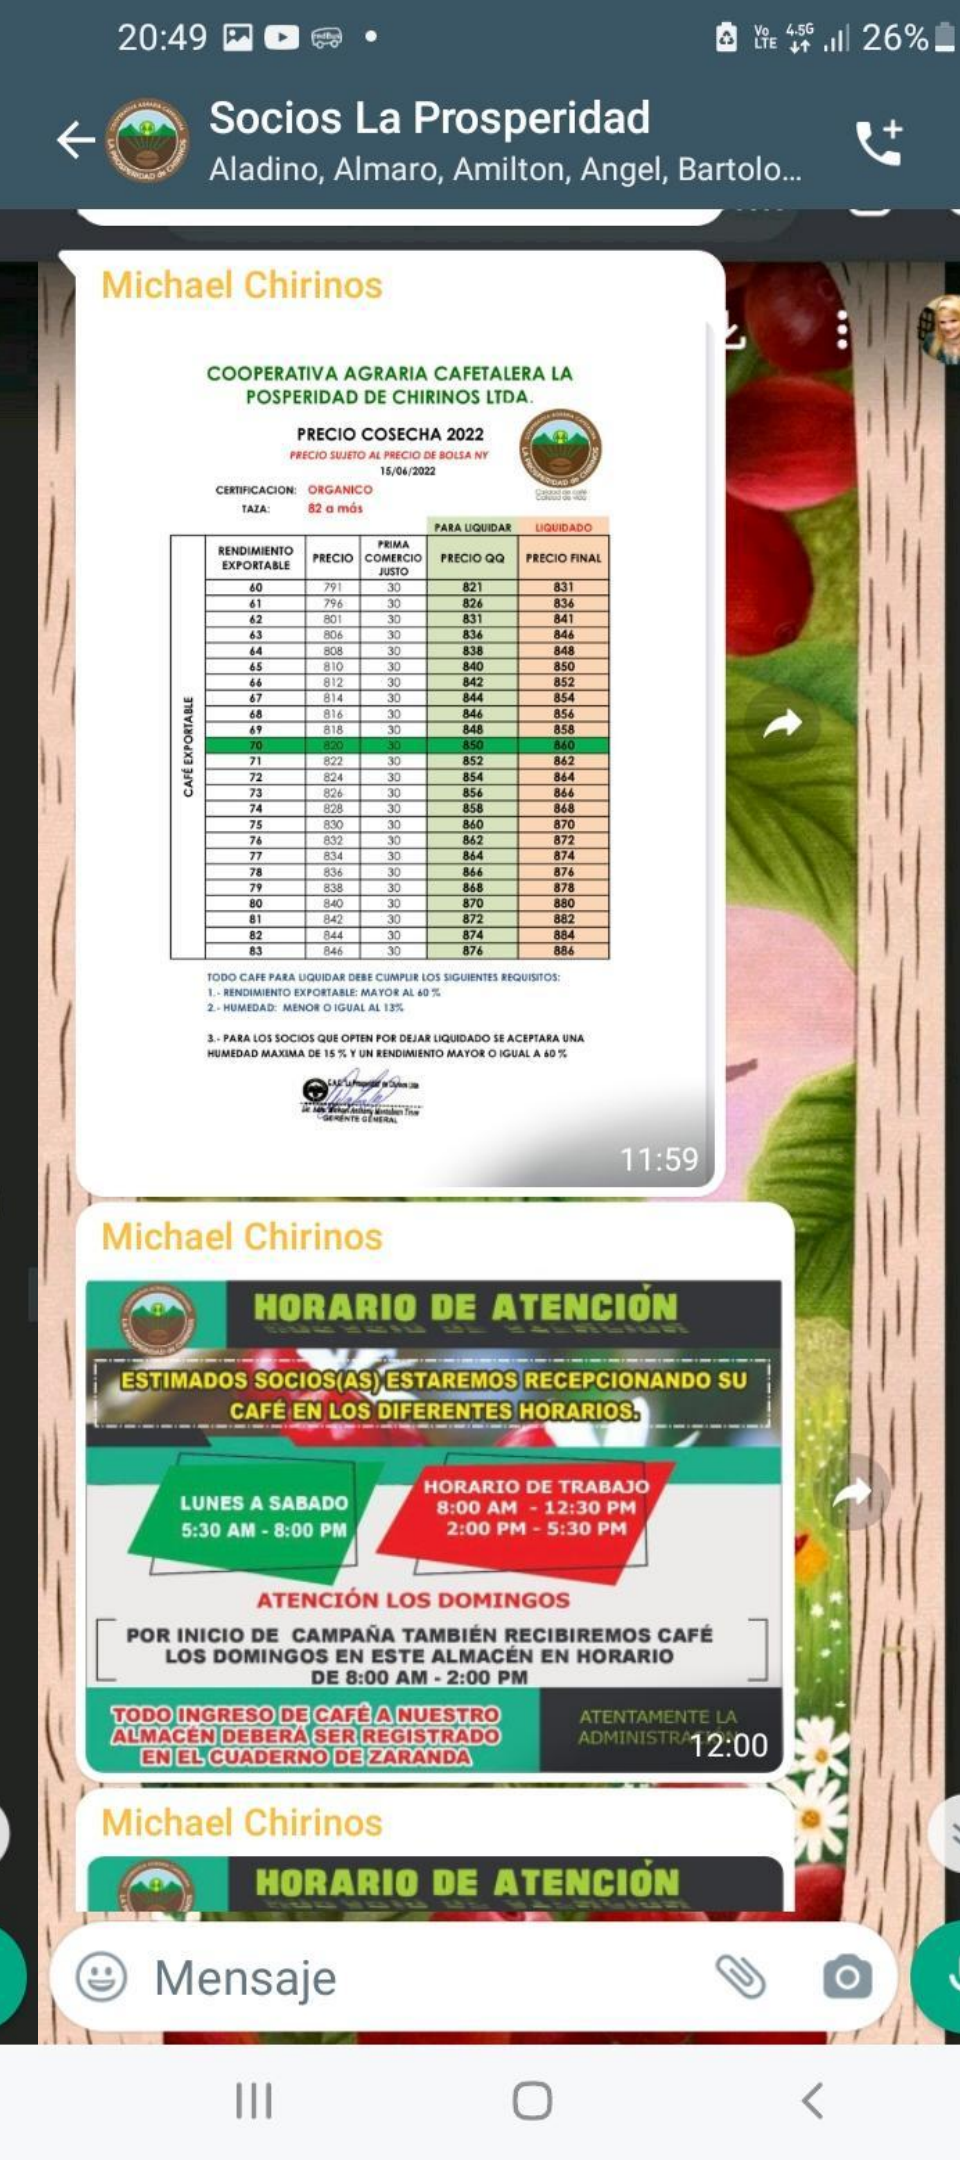 20:49
Vo LTE 4.5G 26%
Socios La Prosperidad
Aladino, Almaro, Amilton, Angel, Bartolo...
Michael Chirinos
COOPERATIVA AGRARIA CAFETALERA LA
POSPERIDAD DE CHIRINOS LTDA.
PRECIO COSECHA 2022
PRECIO SUJETO AL PRECIO DE BOLSA NY
15/06/2022
CERTIFICACION: ORGANICO
TAZA: 82 a más
PARA LIQUIDAR LIQUIDADO
RENDIMIENTO EXPORTABLE PRECIO PRIMA COMERCIO JUSTO PRECIO QQ PRECIO FINAL
CAFÉ EXPORTABLE
60 791 30 821 831
61 796 30 826 836
62 801 30 831 841
63 806 30 836 846
64 808 30 838 848
65 810 30 840 850
66 812 30 842 852
67 814 30 844 854
68 816 30 846 856
69 818 30 848 858
70 820 30 850 860
71 822 30 852 862
72 824 30 854 864
73 826 30 856 866
74 828 30 858 868
75 830 30 860 870
76 832 30 862 872
77 834 30 864 874
78 836 30 866 876
79 838 30 868 878
80 840 30 870 880
81 842 30 872 882
82 844 30 874 884
83 846 30 876 886
TODO CAFE PARA LIQUIDAR DEBE CUMPLIR LOS SIGUIENTES REQUISITOS:
1.- RENDIMIENTO EXPORTABLE: MAYOR AL 60 %
2.- HUMEDAD: MENOR O IGUAL AL 13%
3.- PARA LOS SOCIOS QUE OPTEN POR DEJAR LIQUIDADO SE ACEPTARA UNA
HUMEDAD MAXIMA DE 15 % Y UN RENDIMIENTO MAYOR O IGUAL A 60 %
GERENTE GENERAL
11:59
Michael Chirinos
HORARIO DE ATENCIÓN
ESTIMADOS SOCIOS(AS) ESTAREMOS RECEPCIONANDO SU
CAFÉ EN LOS DIFERENTES HORARIOS.
LUNES A SABADO
5:30 AM - 8:00 PM
HORARIO DE TRABAJO
8:00 AM - 12:30 PM
2:00 PM - 5:30 PM
ATENCIÓN LOS DOMINGOS
POR INICIO DE CAMPAÑA TAMBIÉN RECIBIREMOS CAFÉ
LOS DOMINGOS EN ESTE ALMACÉN EN HORARIO
DE 8:00 AM - 2:00 PM
TODO INGRESO DE CAFÉ A NUESTRO
ALMACÉN DEBERÁ SER REGISTRADO
EN EL CUADERNO DE ZARANDA
ATENTAMENTE LA
ADMINISTRACIÓN
12:00
Michael Chirinos
HORARIO DE ATENCIÓN
Mensaje